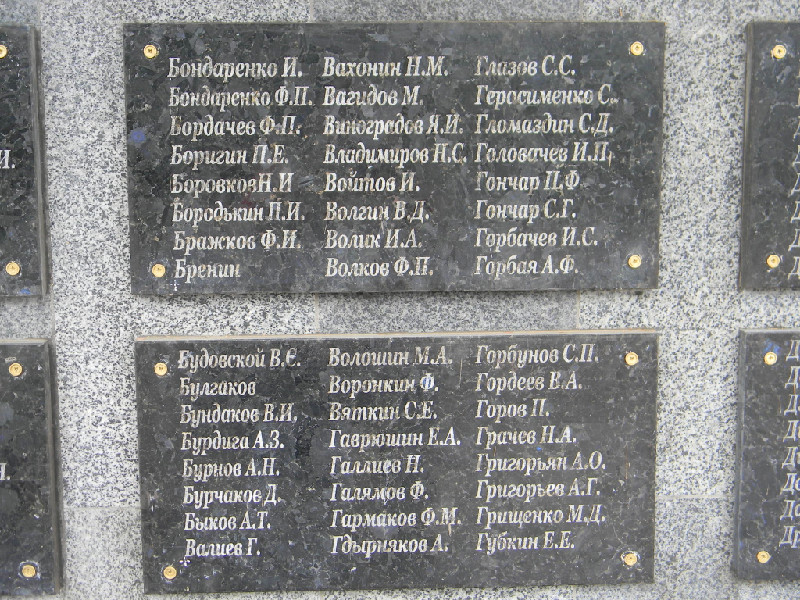 Бондаренко И.
Бондаренко Ф.П.
Бордачев Ф.П.
Боригин П.Е.
Боровков Н.И
Бородькин П.И.
Бражков Ф.И.
Бренин
Вахонин Н.М.
Вагидов М.
Виноградов Я.И.
Владимиров Н.С.
Войтов И.
Волгин В.Д.
Волик И.А.
Волков Ф.П.
Глазов С.С.
Геросименко С.
Гломаздин С.Д.
Головачев И.П.
Гончар П.Ф
Гончар С.Г.
Горбачев И.С.
Горбая А.Ф.
Будовской В.Є.
Булгаков
Бундаков В.И.
Бурдига А.З.
Бурнов А.Н.
Бурчаков Д.
Быков А.Т.
Валиев Г.
Волошин М.А.
Воронкин Ф.
Вяткин С.Е.
Гаврюшин Е.А.
Галлиев Н.
Галямов Ф.
Гармаков Ф.М.
Гдырняков А.
Горбунов С.П.
Гордеев Е.А.
Горов П.
Грачев Н.А.
Григорьян А.О.
Григорьев А.Г.
Грищенко М.Д.
Губкин Е.Е.